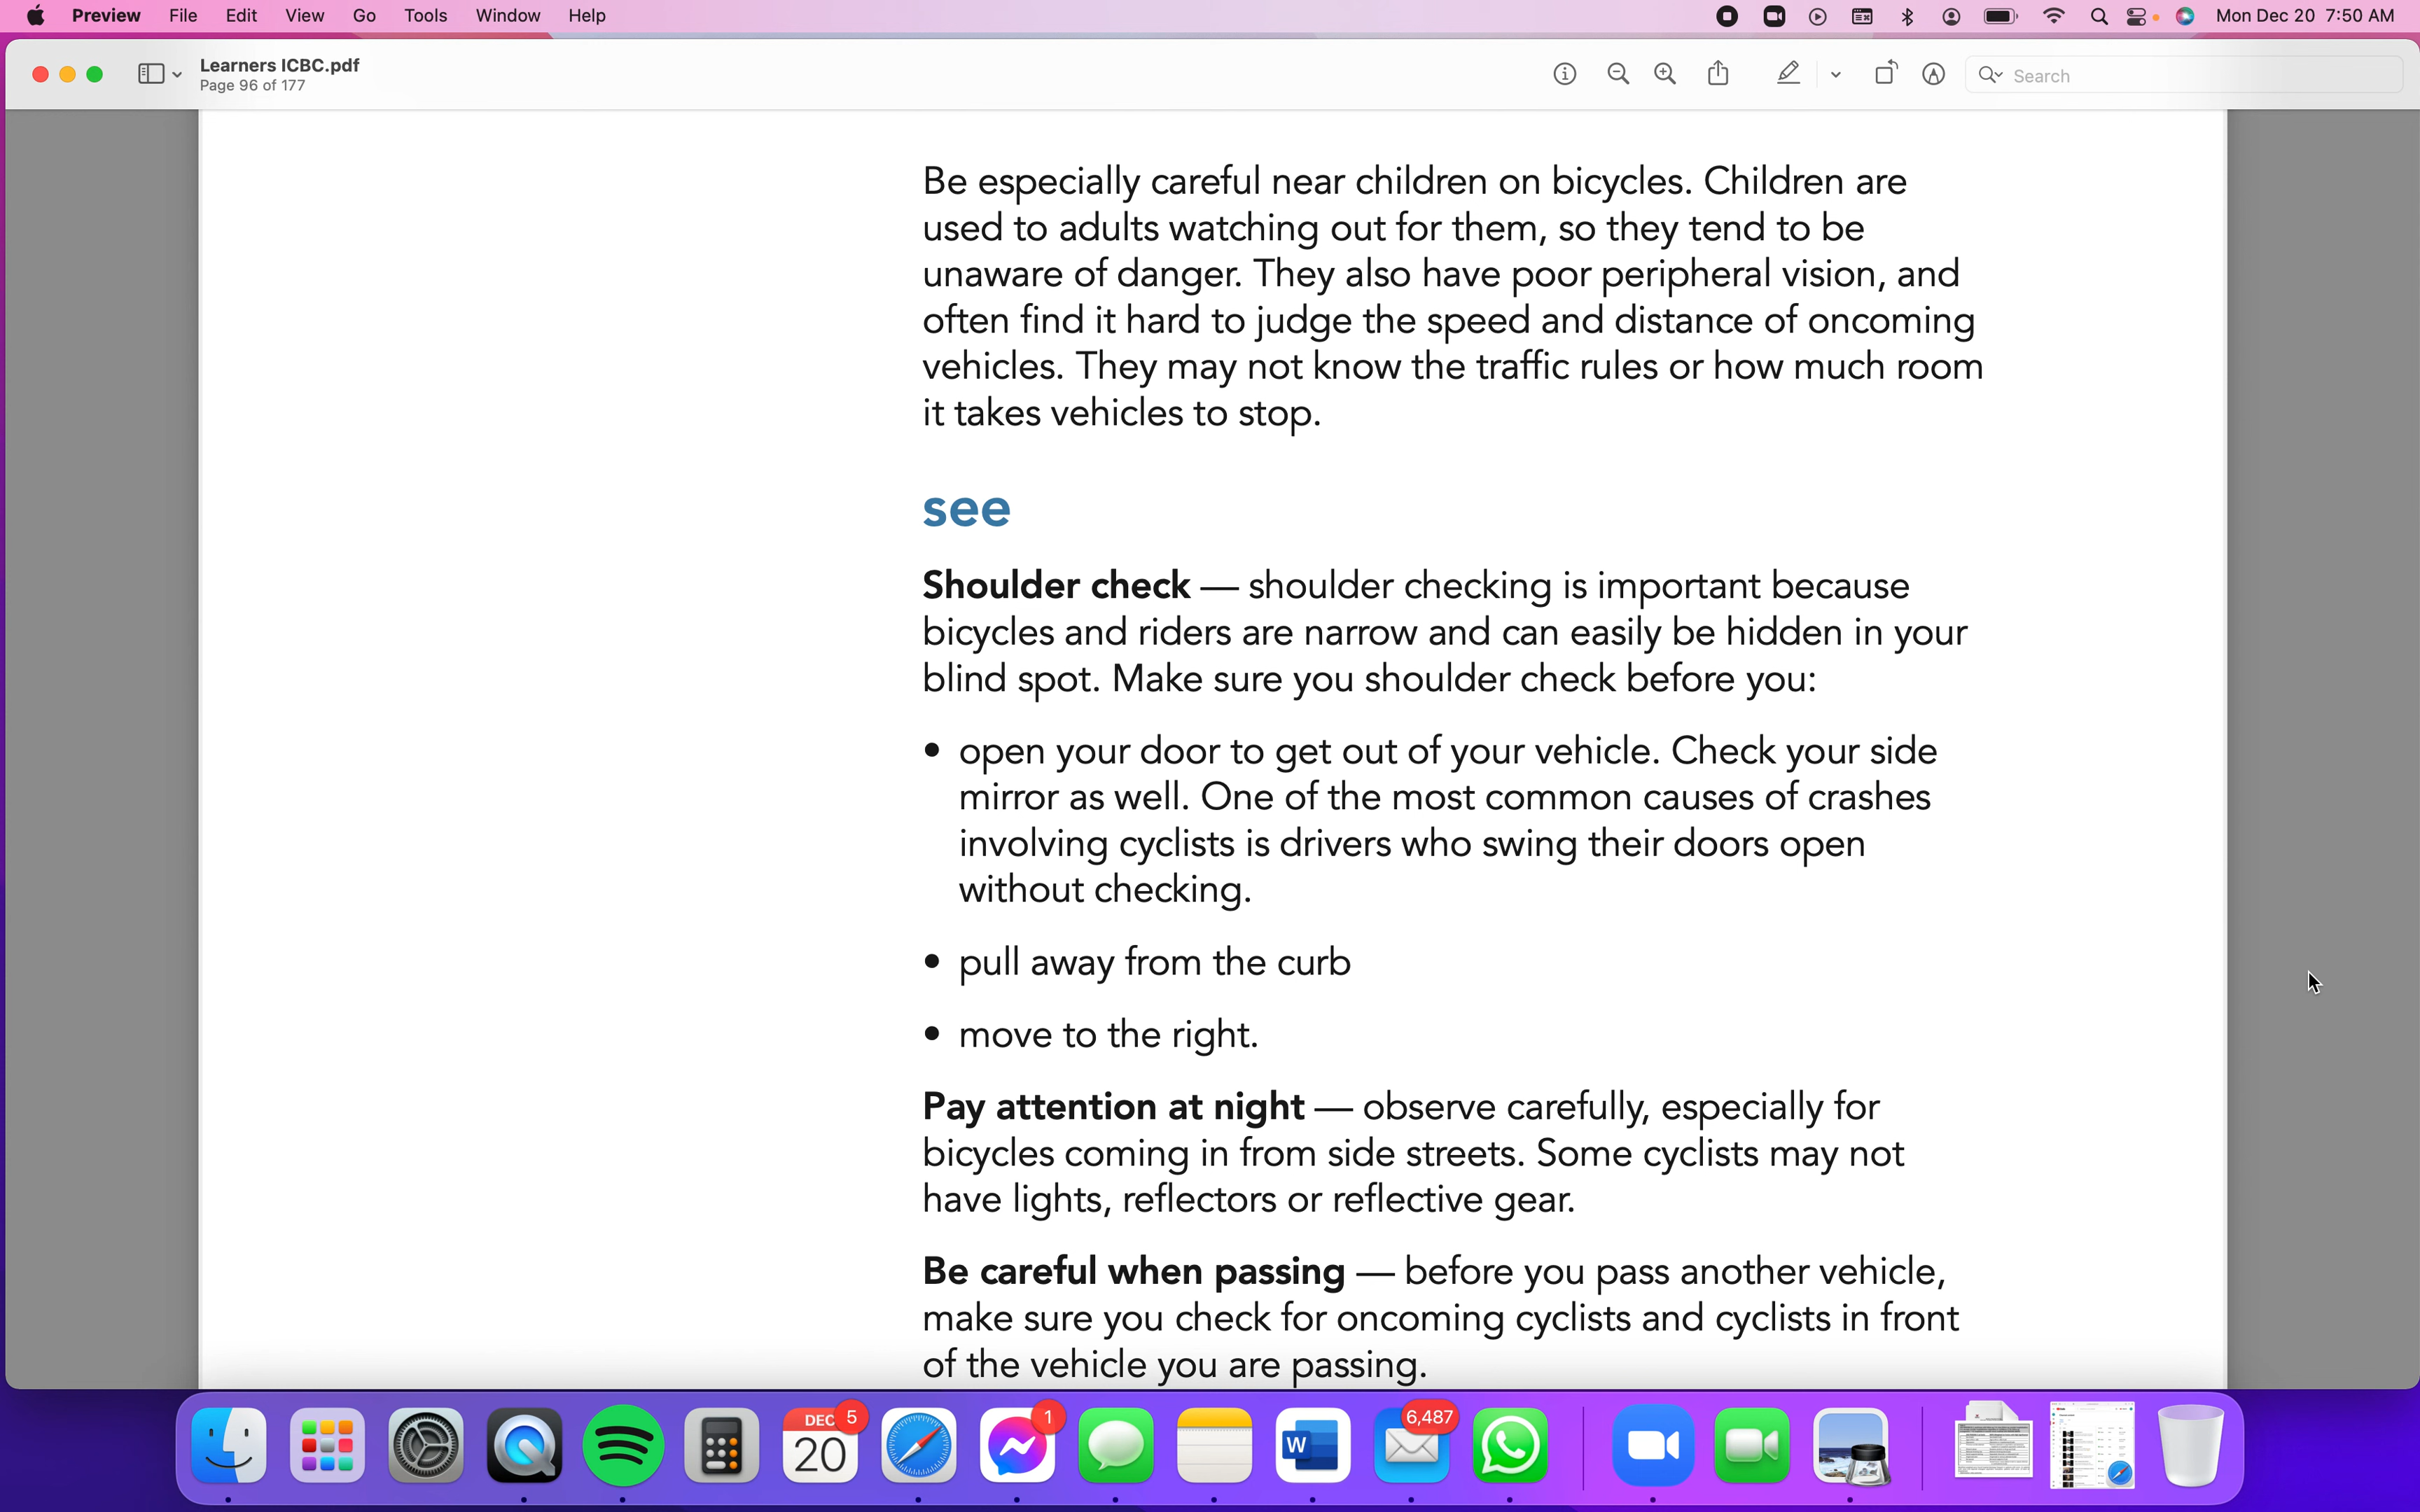 Preview File Edit View Go Tools Window Help Mon Dec 20 7:50 AM
Learners ICBC.pdf
Page 96 of 177
Search
Be especially careful near children on bicycles. Children are
used to adults watching out for them, so they tend to be
unaware of danger. They also have poor peripheral vision, and
often find it hard to judge the speed and distance of oncoming
vehicles. They may not know the traffic rules or how much room
it takes vehicles to stop.
see
Shoulder check — shoulder checking is important because
bicycles and riders are narrow and can easily be hidden in your
blind spot. Make sure you shoulder check before you:
• open your door to get out of your vehicle. Check your side
mirror as well. One of the most common causes of crashes
involving cyclists is drivers who swing their doors open
without checking.
• pull away from the curb
• move to the right.
Pay attention at night — observe carefully, especially for
bicycles coming in from side streets. Some cyclists may not
have lights, reflectors or reflective gear.
Be careful when passing — before you pass another vehicle,
make sure you check for oncoming cyclists and cyclists in front
of the vehicle you are passing.
DEC 5 1 6,487
20 W